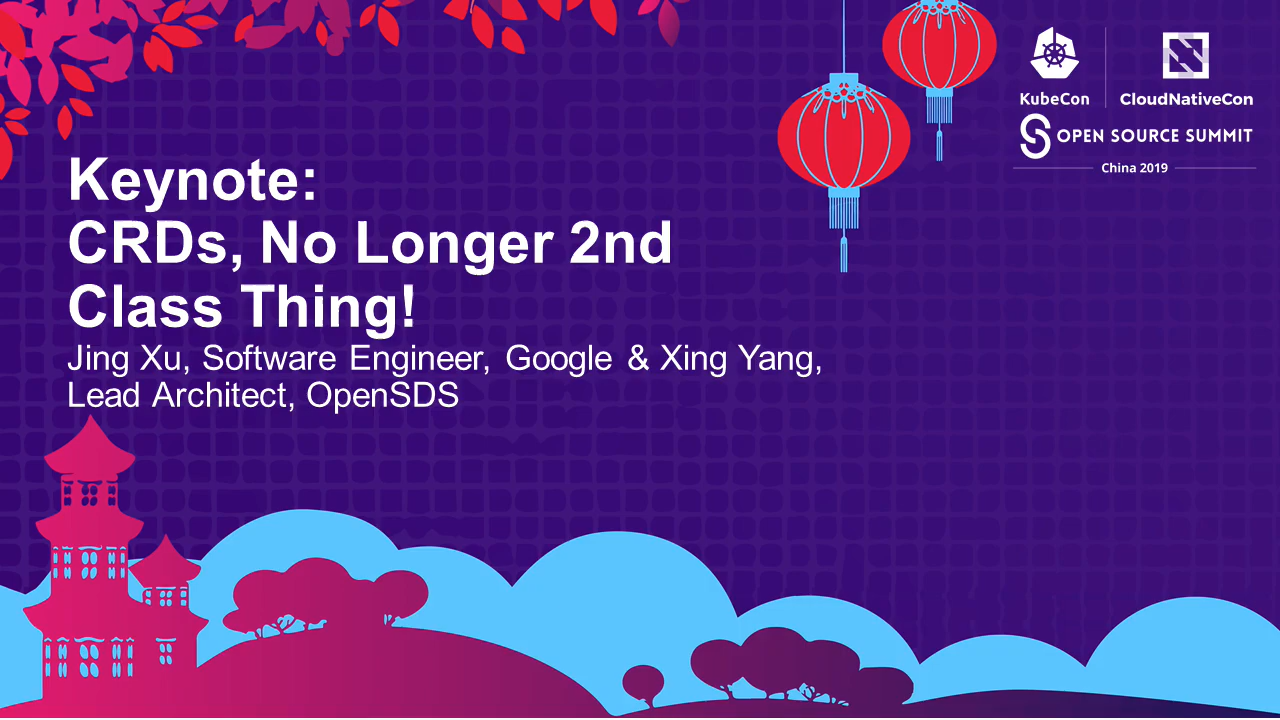 Keynote:
CRDs, No Longer 2nd
Class Thing!
Jing Xu, Software Engineer, Google & Xing Yang,
Lead Architect, OpenSDS
KubeCon
CloudNativeCon
OPEN SOURCE SUMMIT
China 2019